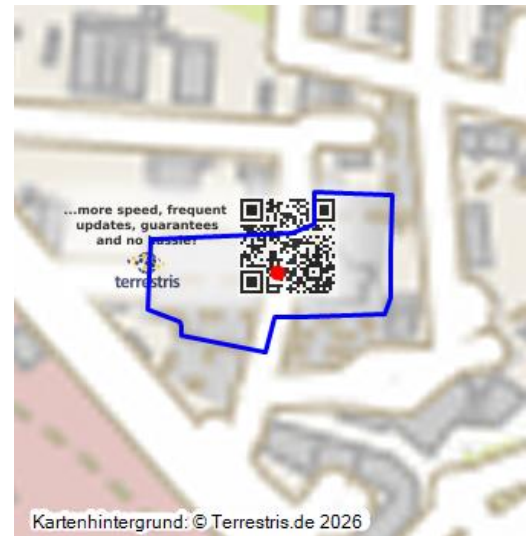 ...more speed, frequent
updates, guarantees
and no hassle!
terrestris
Kartenhintergrund: © Terrestris.de 2026